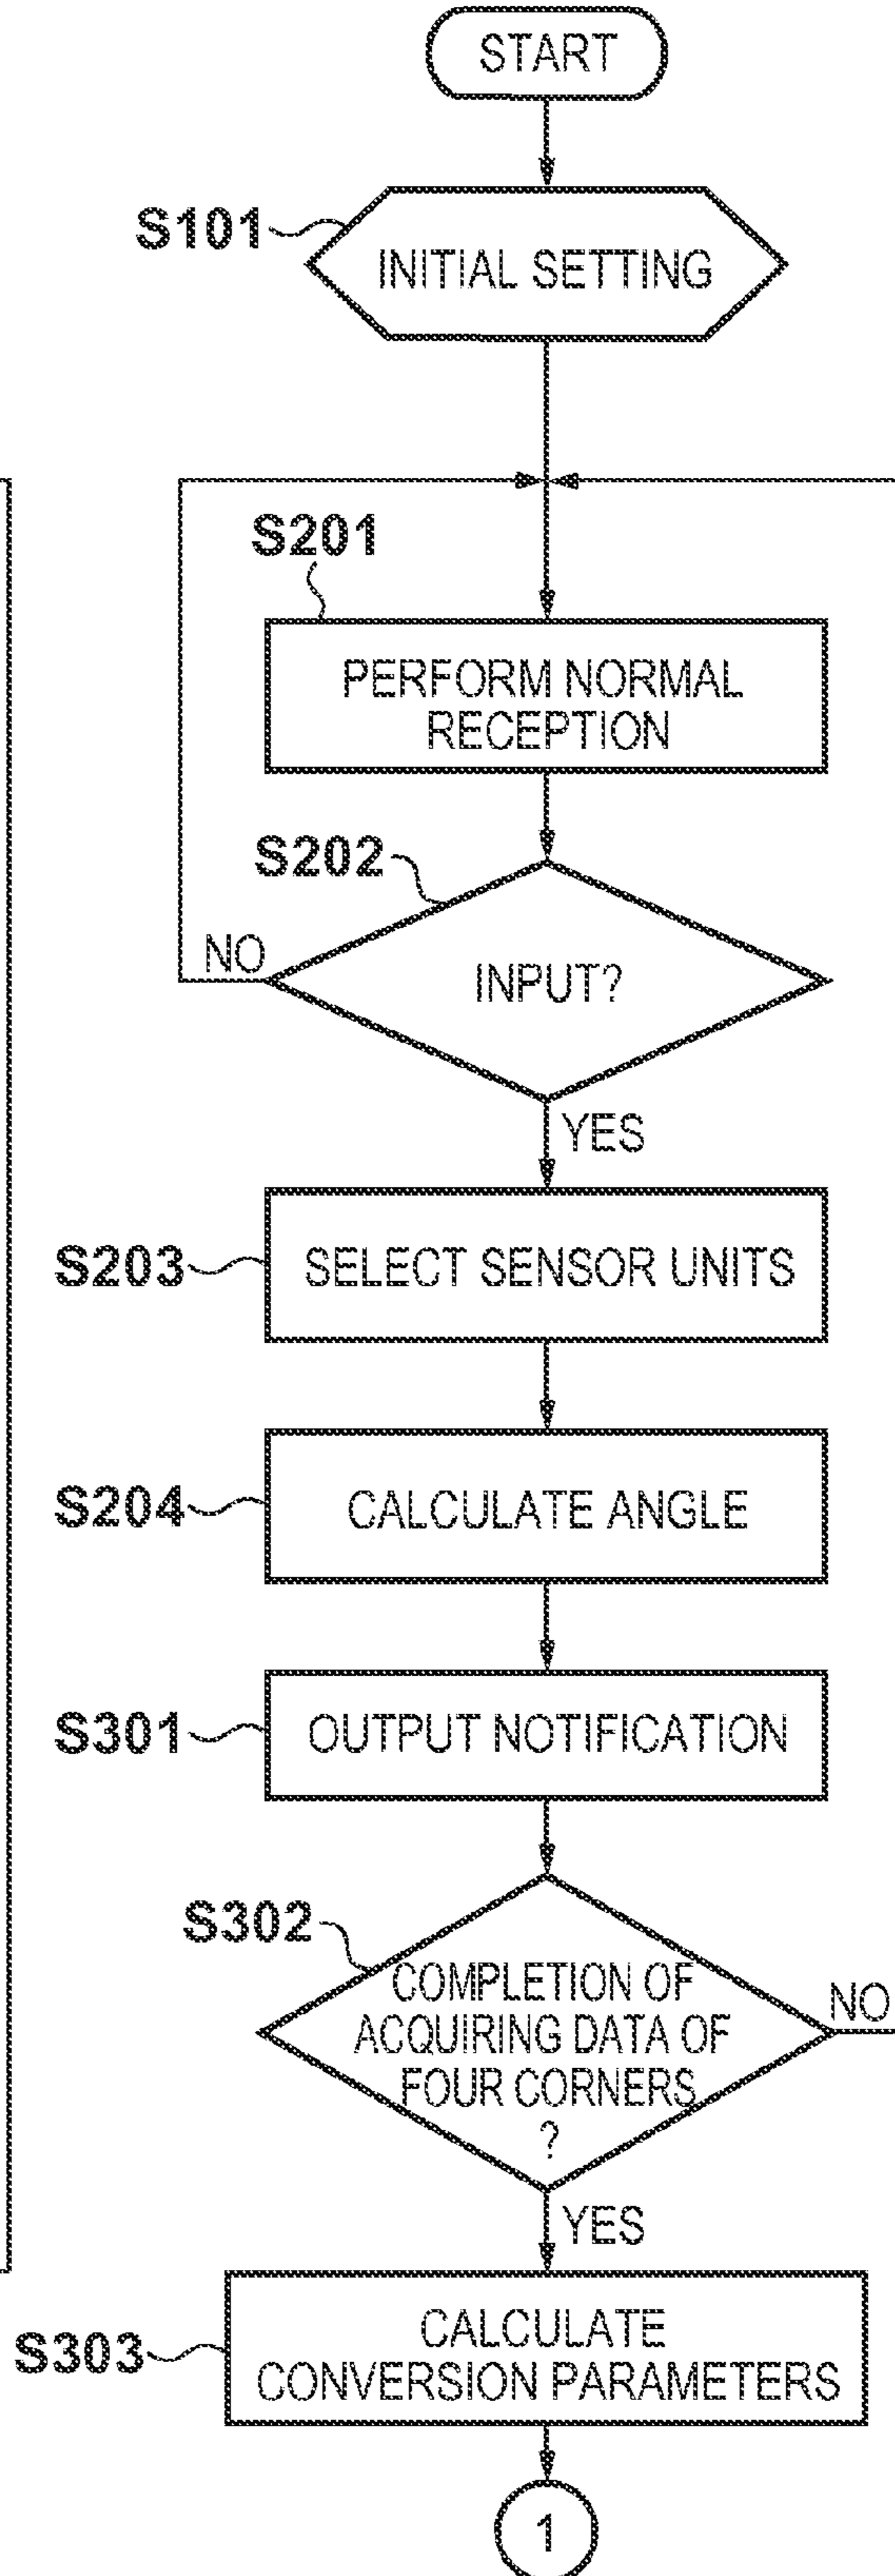 START
S101
INITIAL SETTING
S201
PERFORM NORMAL
RECEPTION
S202
NO
INPUT?
YES
S203
SELECT SENSOR UNITS
S204
CALCULATE ANGLE
S301
OUTPUT NOTIFICATION
S302
COMPLETION OF
ACQUIRING DATA OF
FOUR CORNERS
?
NO
YES
S303
CALCULATE
CONVERSION PARAMETERS
1